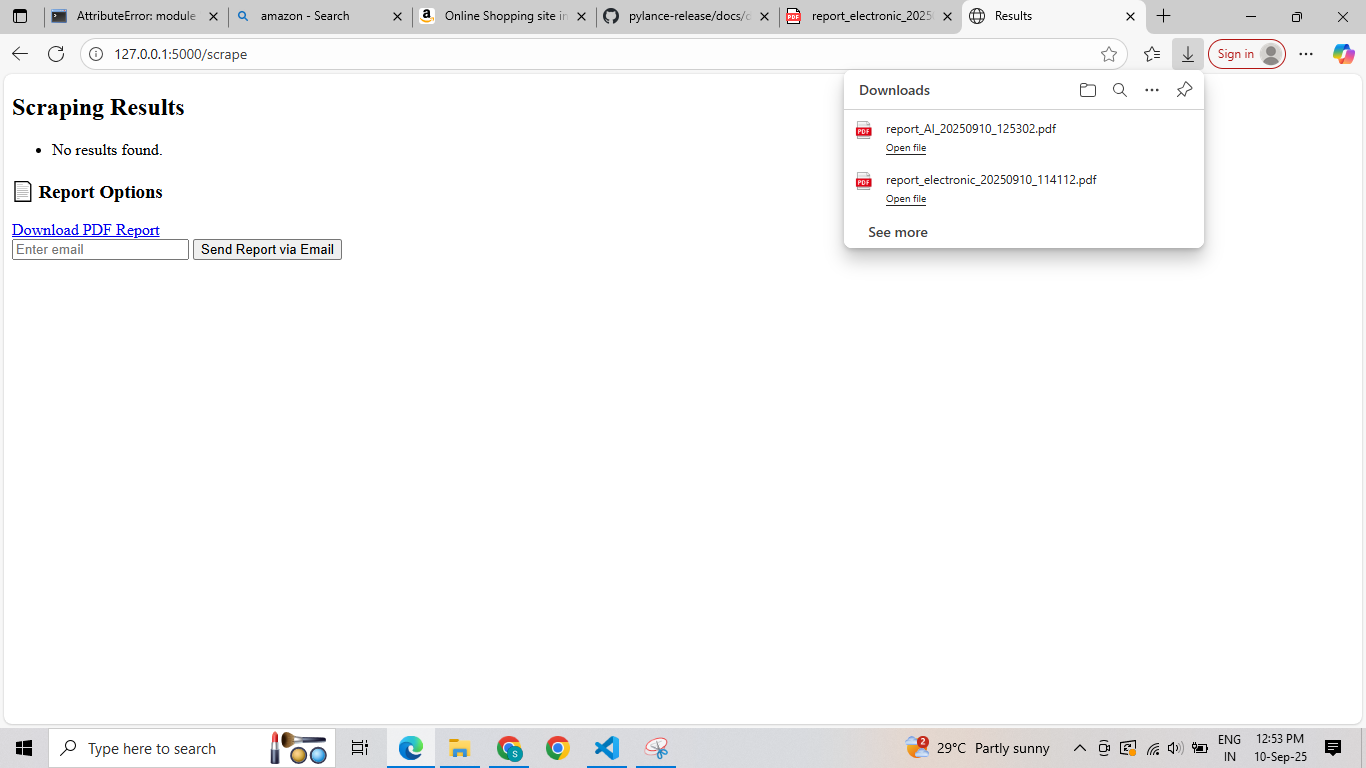 AttributeError: module
amazon - Search
Online Shopping site in
pylance-release/docs/c
report_electronic_2025
Results
127.0.0.1:5000/scrape
Sign in
Scraping Results
No results found.
Report Options
Download PDF Report
Enter email
Send Report via Email
Downloads
PDF
report_AI_20250910_125302.pdf
Open file
PDF
report_electronic_20250910_114112.pdf
Open file
See more
Type here to search
2
29°C Partly sunny
ENG
IN
12:53 PM
10-Sep-25